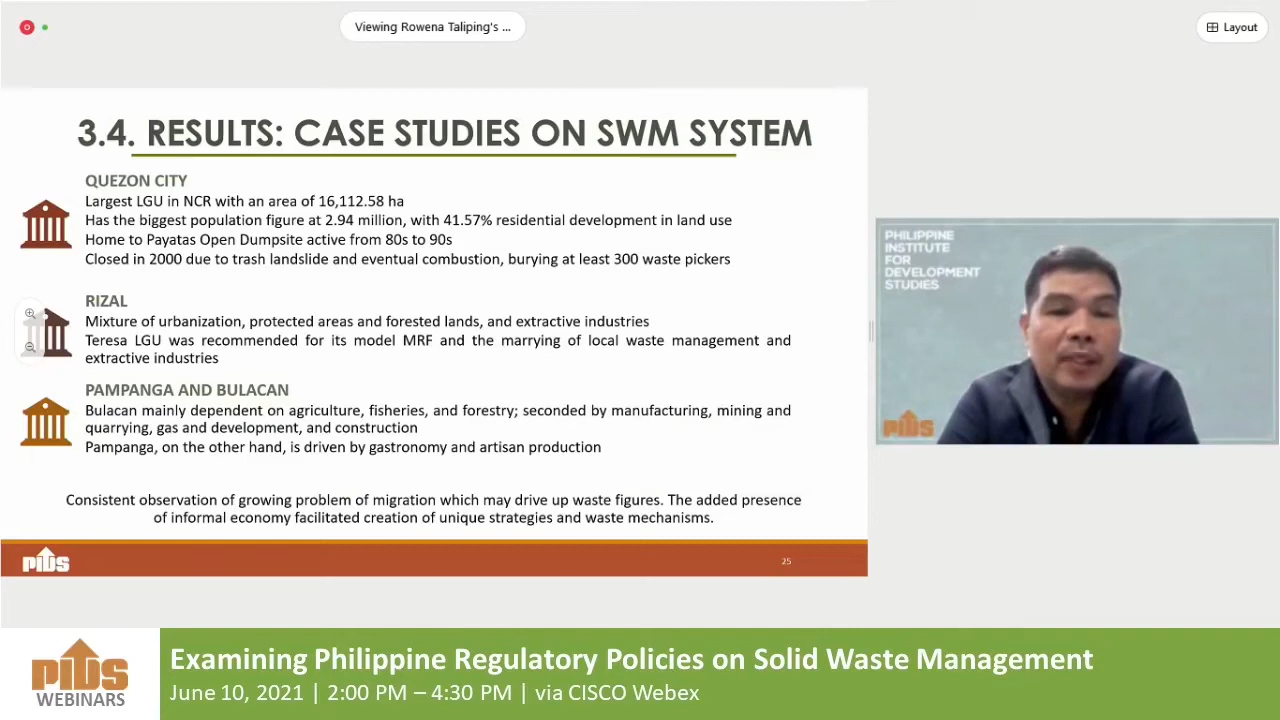 Viewing Rowena Taliping's ...
Layout
3.4. RESULTS: CASE STUDIES ON SWM SYSTEM
QUEZON CITY
Largest LGU in NCR with an area of 16,112.58 ha
Has the biggest population figure at 2.94 million, with 41.57% residential development in land use
Home to Payatas Open Dumpsite active from 80s to 90s
Closed in 2000 due to trash landslide and eventual combustion, burying at least 300 waste pickers
RIZAL
Mixture of urbanization, protected areas and forested lands, and extractive industries
Teresa LGU was recommended for its model MRF and the marrying of local waste management and
extractive industries
PAMPANGA AND BULACAN
Bulacan mainly dependent on agriculture, fisheries, and forestry; seconded by manufacturing, mining and
quarrying, gas and development, and construction
Pampanga, on the other hand, is driven by gastronomy and artisan production
Consistent observation of growing problem of migration which may drive up waste figures. The added presence
of informal economy facilitated creation of unique strategies and waste mechanisms.
PIDS
25
PHILIPPINE
INSTITUTE
FOR
DEVELOPMENT
STUDIES
PIDS
PIDS
WEBINARS
Examining Philippine Regulatory Policies on Solid Waste Management
June 10, 2021 | 2:00 PM – 4:30 PM | via CISCO Webex